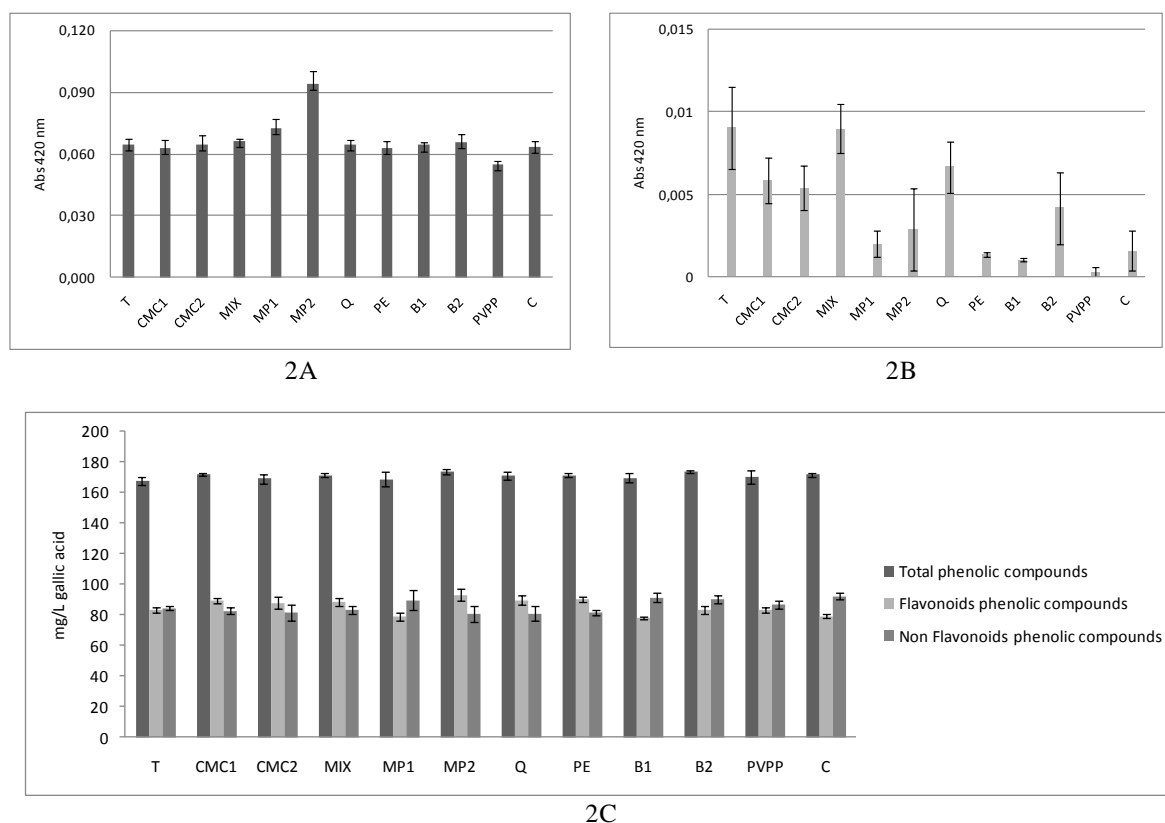 0,120
0,090
0,060
0,030
0,000
Abs 420 nm
T CMC1 CMC2 MIX MP1 MP2 Q PE B1 B2 PVPP C
2A
0,015
0,01
0,005
0
Abs 420 nm
T CMC1 CMC2 MIX MP1 MP2 Q PE B1 B2 PVPP C
2B
200
180
160
140
120
100
80
60
40
20
0
mg/L gallic acid
T CMC1 CMC2 MIX MP1 MP2 Q PE B1 B2 PVPP C
Total phenolic compounds
Flavonoids phenolic compounds
Non Flavonoids phenolic compounds
2C